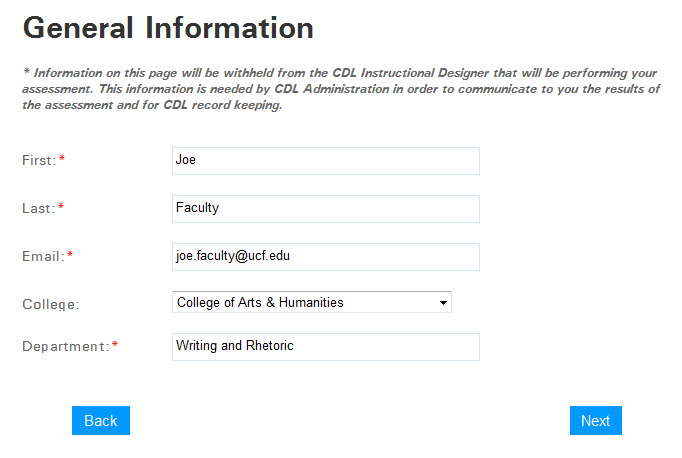 General Information
* Information on this page will be withheld from the CDL Instructional Designer that will be performing your
assessment. This information is needed by CDL Administration in order to communicate to you the results of
the assessment and for CDL record keeping.
First:* Joe
Last:* Faculty
Email:* joe.faculty@ucf.edu
College: College of Arts & Humanities
Department:* Writing and Rhetoric
Back Next